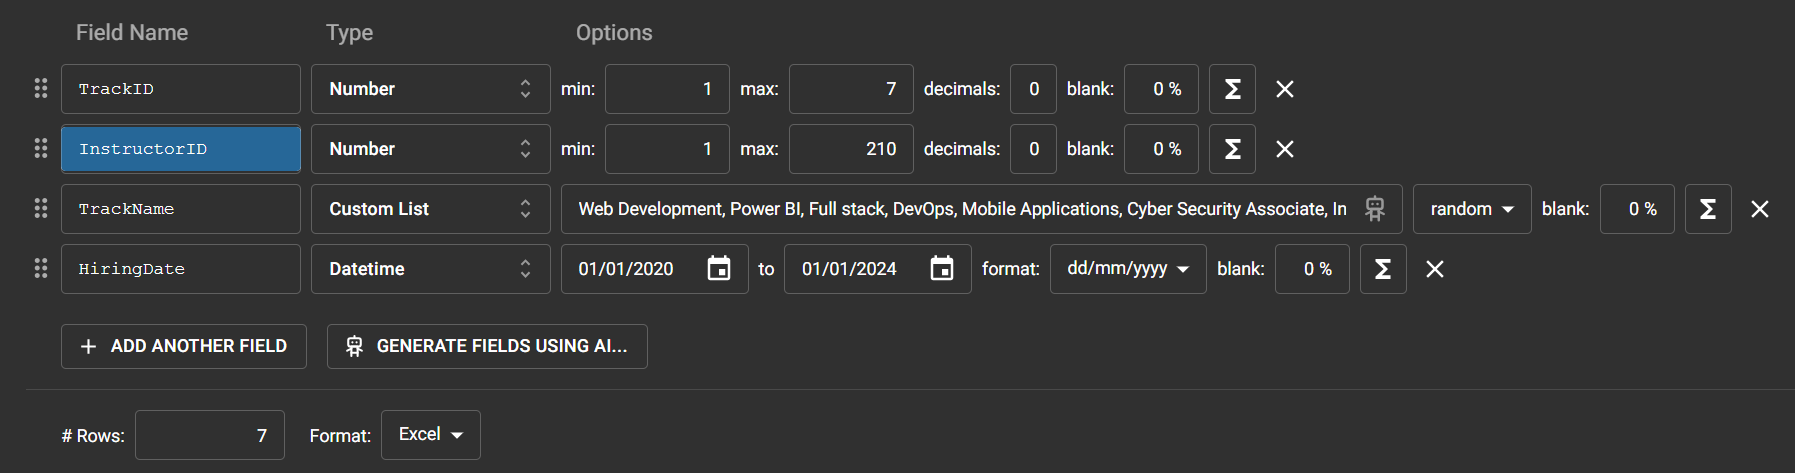 Field Name Type Options
TrackID Number min: 1 max: 7 decimals: 0 blank: 0 % Σ
InstructorID Number min: 1 max: 210 decimals: 0 blank: 0 % Σ
TrackName Custom List Web Development, Power BI, Full stack, DevOps, Mobile Applications, Cyber Security Associate, In random blank: 0 % Σ
HiringDate Datetime 01/01/2020 to 01/01/2024 format: dd/mm/yyyy blank: 0 % Σ
+ ADD ANOTHER FIELD GENERATE FIELDS USING AI...
# Rows: 7 Format: Excel